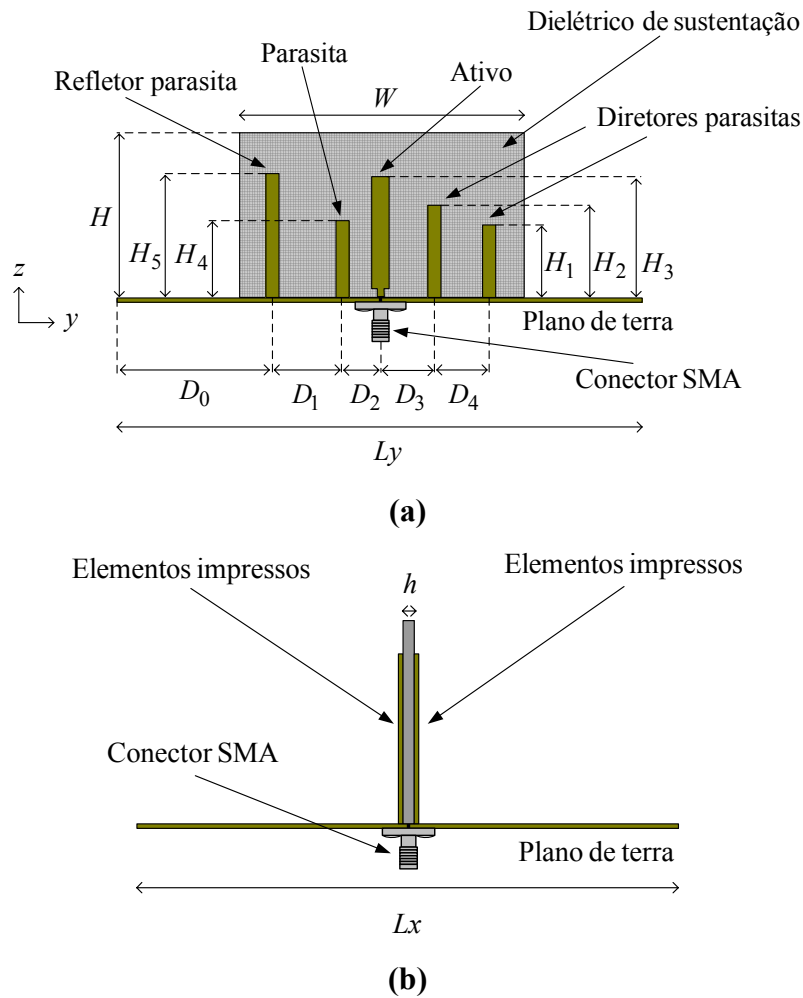 Dielétrico de sustentação
Parasita
Ativo
Refletor parasita
W
Diretores parasitas
H
H5
H4
H1
H2
H3
z
y
Plano de terra
Conector SMA
D0
D1
D2
D3
D4
Ly
(a)
Elementos impressos
Elementos impressos
h
Conector SMA
Plano de terra
Lx
(b)